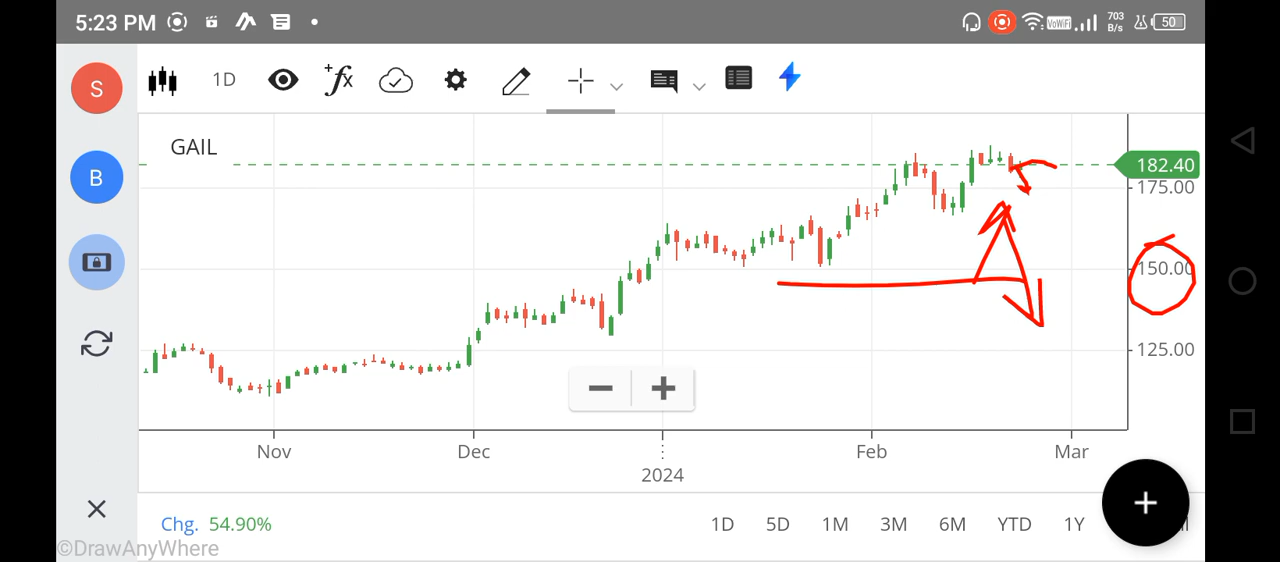 5:23 PM VoWiFi 703 B/s 50
S 1D +fx
GAIL
B
182.40
175.00
150.00
125.00
Nov Dec 2024 Feb Mar
Chg. 54.90% 1D 5D 1M 3M 6M YTD 1Y
©DrawAnyWhere